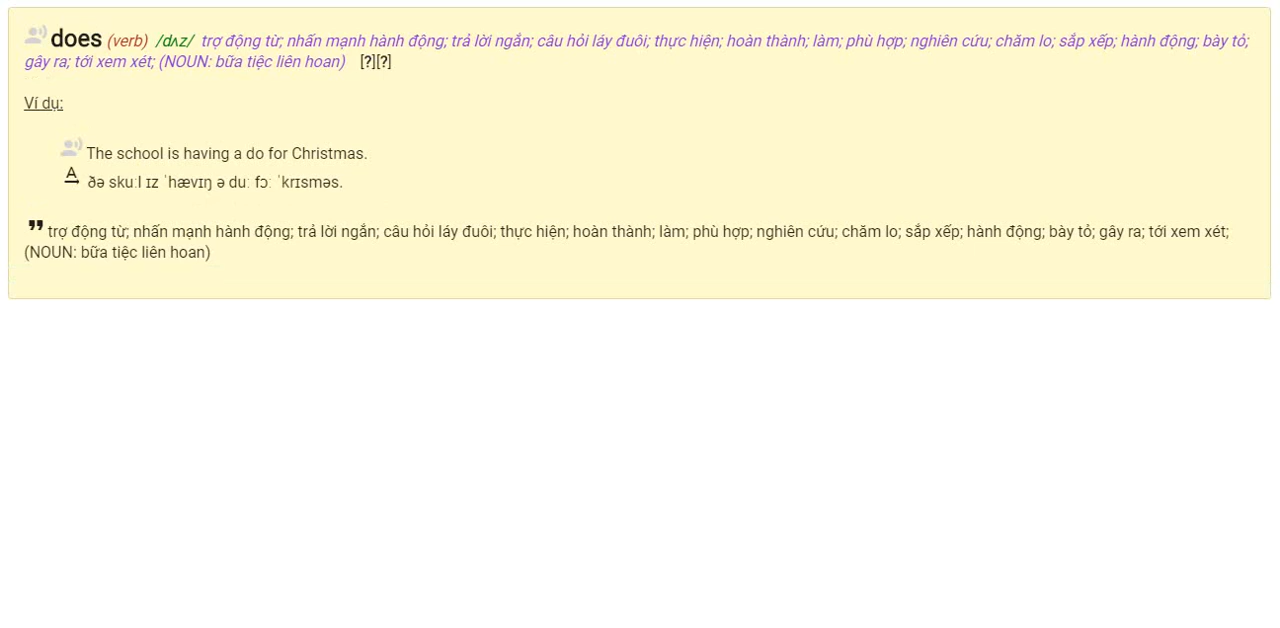 does (verb) /dʌz/ trợ động từ; nhấn mạnh hành động; trả lời ngắn; câu hỏi láy đuôi; thực hiện; hoàn thành; làm; phù hợp; nghiên cứu; chăm lo; sắp xếp; hành động; bày tỏ;
gây ra; tới xem xét; (NOUN: bữa tiệc liên hoan) [?][?]
Ví dụ:
The school is having a do for Christmas.
ðə skuːl ɪz ˈhævɪŋ ə duː fɔː ˈkrɪsməs.
trợ động từ; nhấn mạnh hành động; trả lời ngắn; câu hỏi láy đuôi; thực hiện; hoàn thành; làm; phù hợp; nghiên cứu; chăm lo; sắp xếp; hành động; bày tỏ; gây ra; tới xem xét;
(NOUN: bữa tiệc liên hoan)